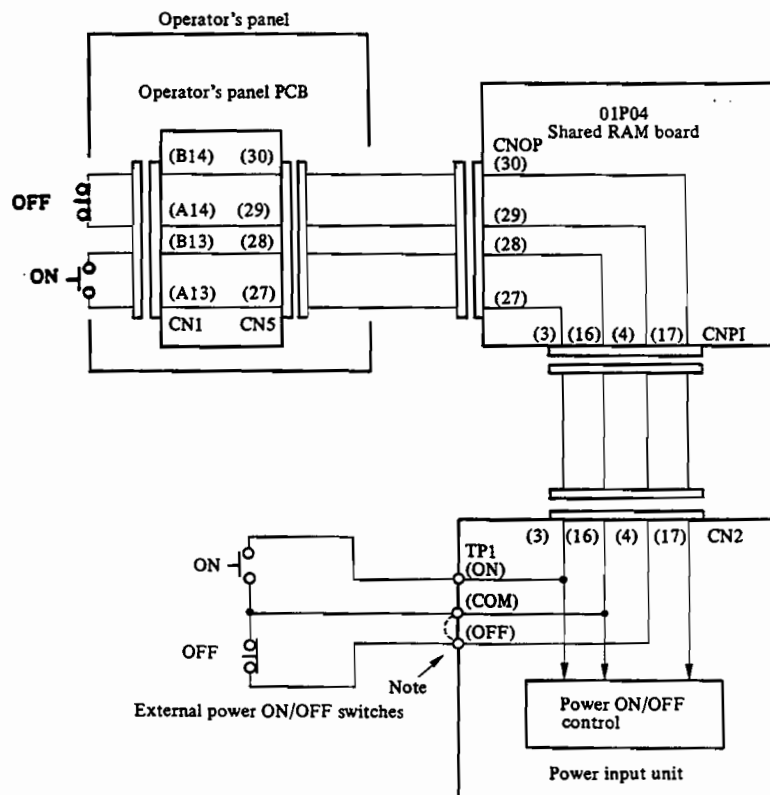 Operator's panel
Operator's panel PCB
01P04
Shared RAM board
CNOP
(B14) (30)
(30)
OFF
(A14) (29)
(29)
(B13) (28)
(28)
ON
(A13) (27)
(27)
CN1 CN5
(3) (16) (4) (17) CNPI
(3) (16) (4) (17) CN2
TP1
ON
(ON)
(COM)
OFF
(OFF)
Note
External power ON/OFF switches
Power ON/OFF
control
Power input unit